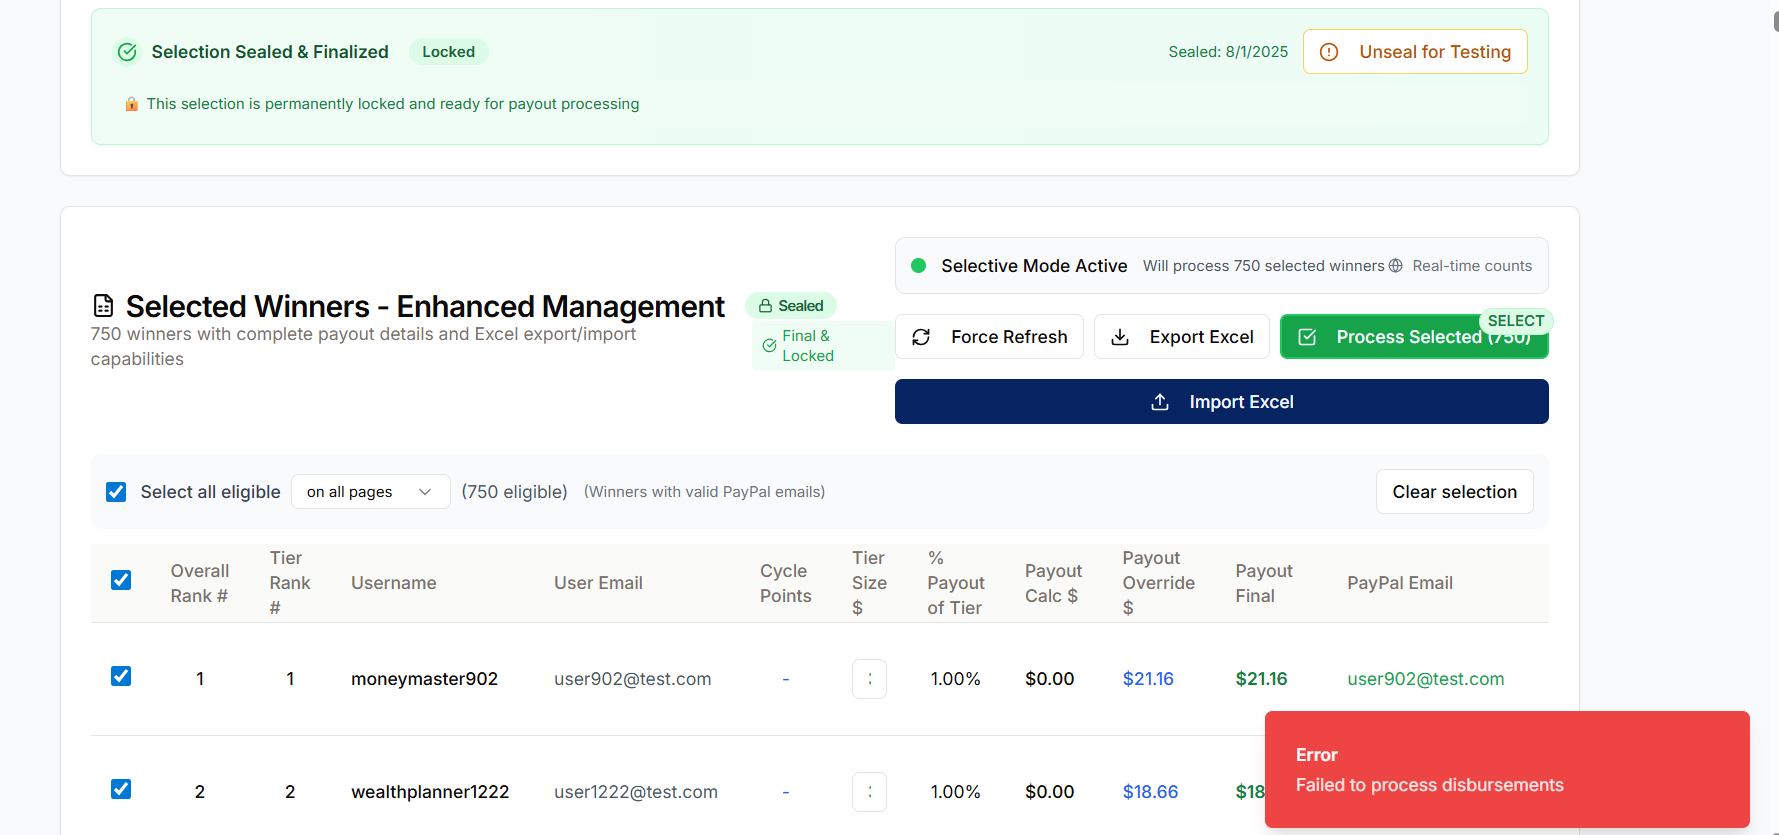 Selection Sealed & Finalized Locked Sealed: 8/1/2025 Unseal for Testing
🔒 This selection is permanently locked and ready for payout processing
Selective Mode Active Will process 750 selected winners Real-time counts
Selected Winners - Enhanced Management Sealed
750 winners with complete payout details and Excel export/import
capabilities
Final &
Locked
SELECT
Force Refresh Export Excel Process Selected (750)
Import Excel
Select all eligible on all pages (750 eligible) (Winners with valid PayPal emails) Clear selection
Overall
Rank #
Tier
Rank
#
Username
User Email
Cycle
Points
Tier
Size
$
%
Payout
of Tier
Payout
Calc $
Payout
Override
$
Payout
Final
PayPal Email
1 1 moneymaster902 user902@test.com - 1.00% $0.00 $21.16 $21.16 user902@test.com
2 2 wealthplanner1222 user1222@test.com - 1.00% $0.00 $18.66 $18
Error
Failed to process disbursements